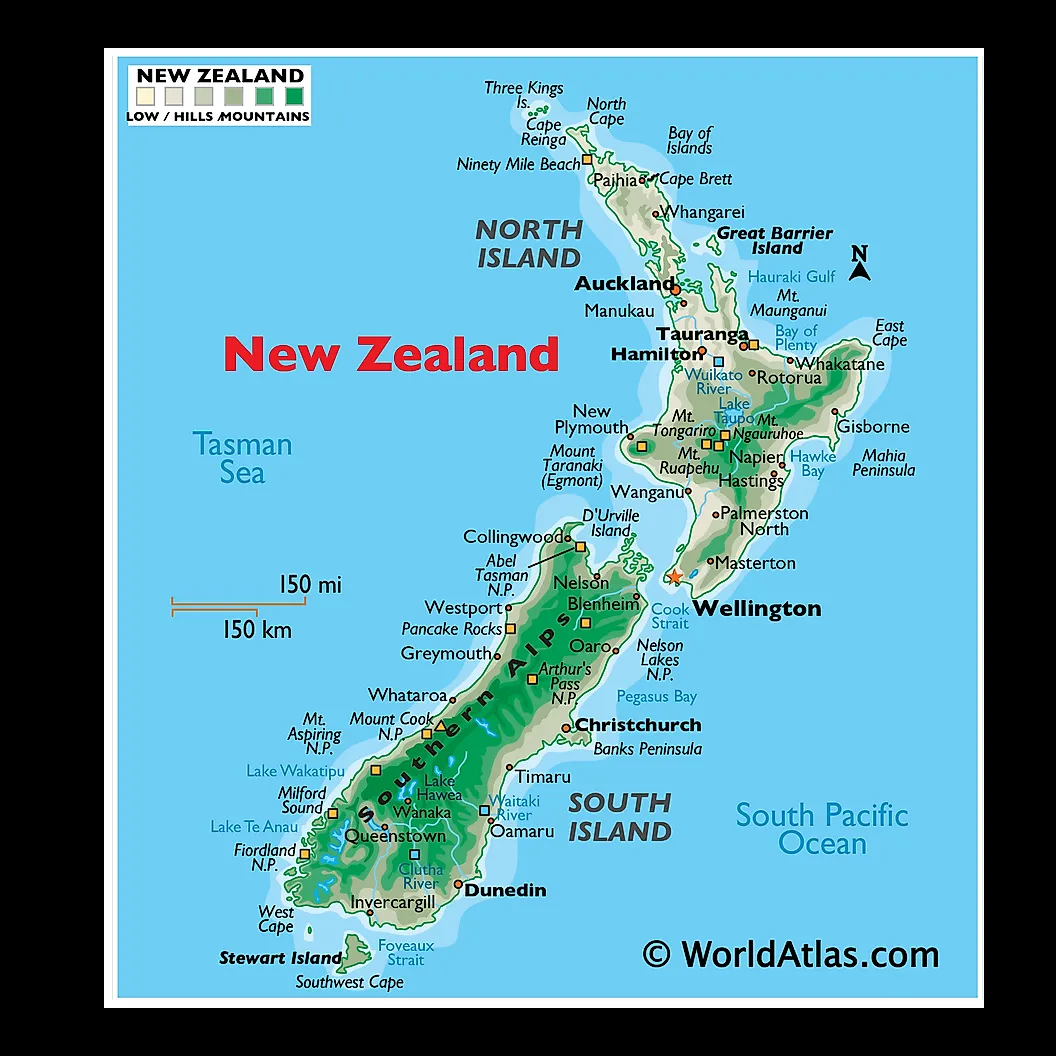 NEW ZEALAND
LOW / HILLS /MOUNTAINS
Three Kings
Is.
North
Cape
Cape
Reinga
Bay of
Islands
Ninety Mile Beach
Paihia
Cape Brett
Whangarei
NORTH
ISLAND
Great Barrier
Island
N
Auckland
Hauraki Gulf
Manukau
Mt.
Maunganui
Tauranga
Bay of
Plenty
East
Cape
New Zealand
Hamilton
Whakatane
Wuikato
River
Rotorua
Lake
Taupo
New
Plymouth
Mt.
Tongariro
Mt.
Ngauruhoe
Gisborne
Tasman
Sea
Mount
Taranaki
(Egmont)
Mt.
Ruapehu
Napier
Hawke
Bay
Mahia
Peninsula
Hastings
Wanganu
Palmerston
North
D'Urville
Island
Collingwood
Abel
Tasman
N.P.
Masterton
Nelson
150 mi
150 km
Westport
Blenheim
Cook
Strait
Wellington
Pancake Rocks
Greymouth
Oaro
Nelson
Lakes
N.P.
Southern Alps
Arthur's
Pass
N.P.
Whataroa
Pegasus Bay
Mt.
Aspiring
N.P.
Mount Cook
N.P.
Christchurch
Banks Peninsula
Lake Wakatipu
Timaru
Lake
Hawea
Milford
Sound
Wanaka
Waitaki
River
SOUTH
ISLAND
South Pacific
Ocean
Lake Te Anau
Queenstown
Oamaru
Fiordland
N.P.
Clutha
River
Dunedin
Invercargill
West
Cape
Foveaux
Strait
Stewart Island
Southwest Cape
© WorldAtlas.com